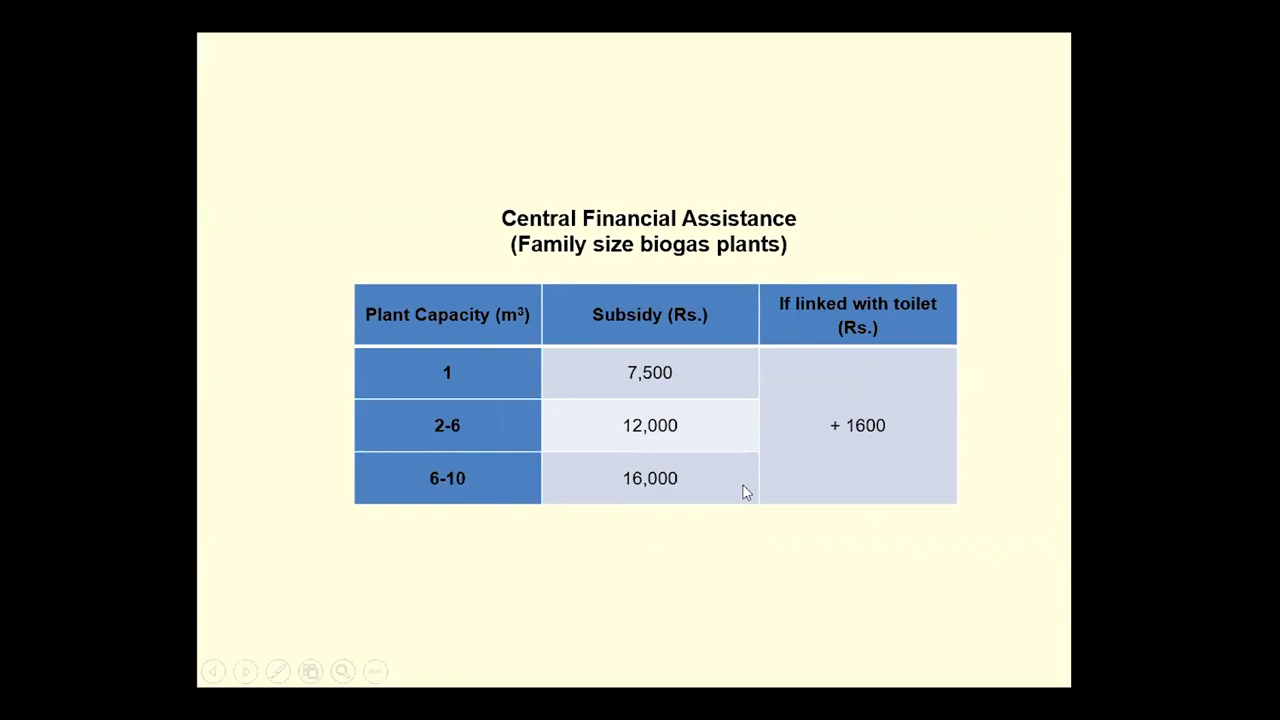 Central Financial Assistance
(Family size biogas plants)
Plant Capacity (m³) Subsidy (Rs.) If linked with toilet (Rs.)
1 7,500
2-6 12,000 + 1600
6-10 16,000